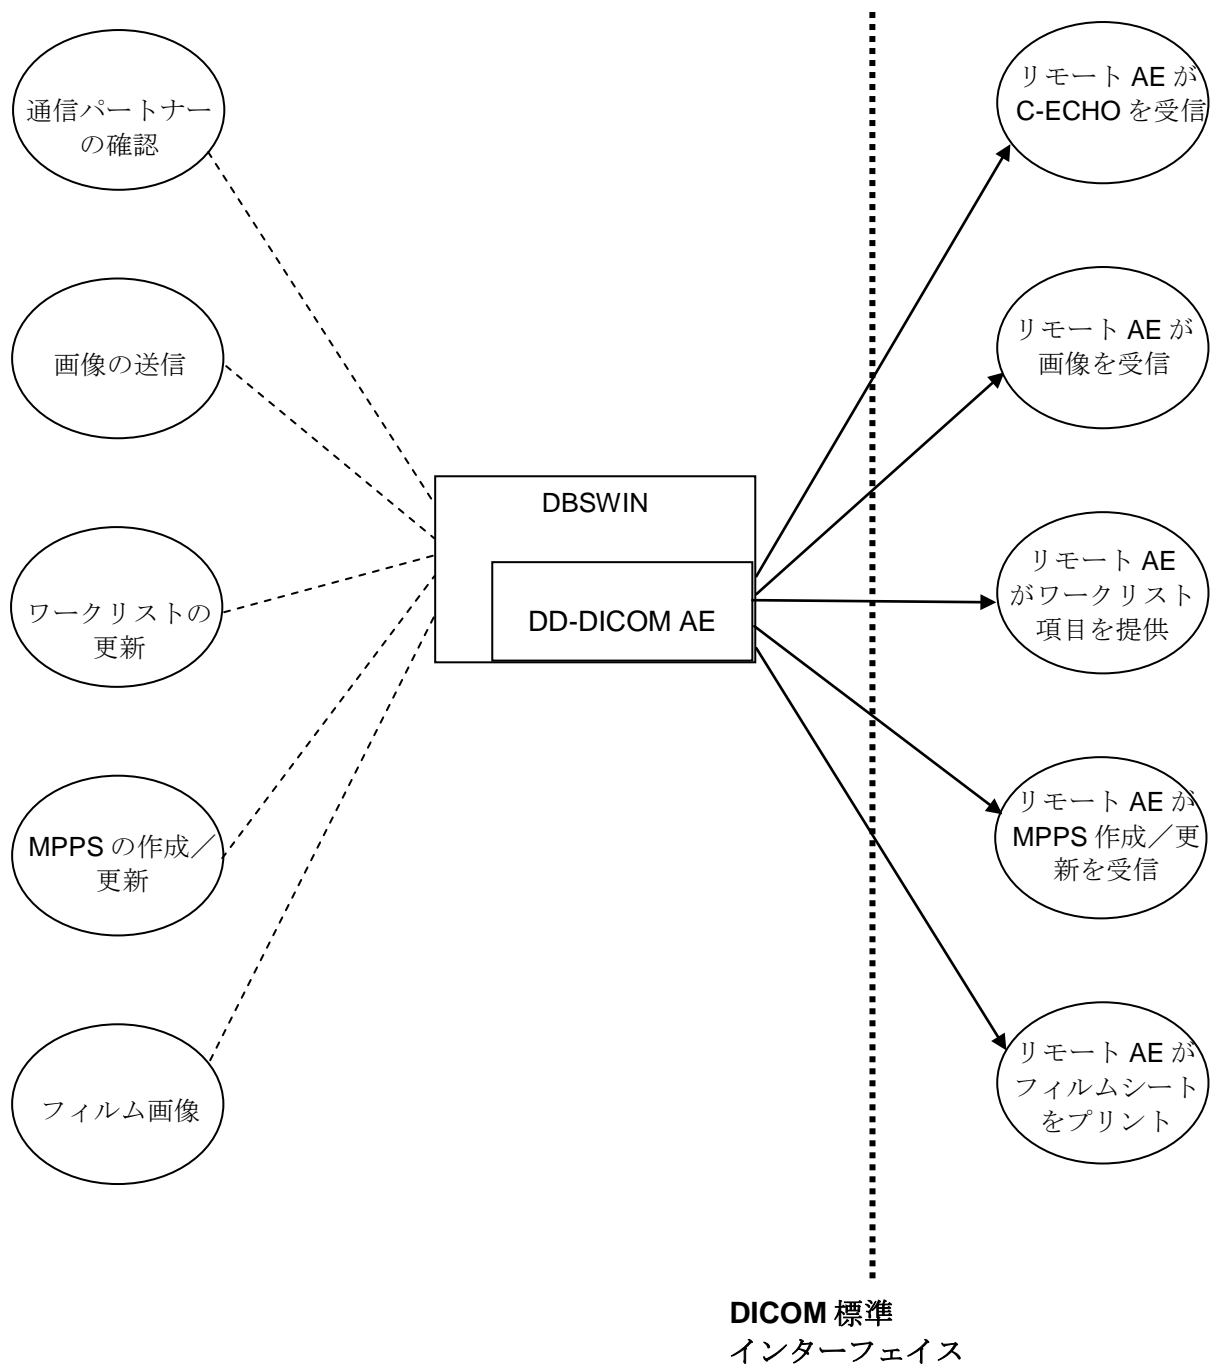 通信パートナー
の確認
画像の送信
ワークリストの
更新
MPPS の作成／
更新
フィルム画像
DBSWIN
DD-DICOM AE
リモート AE が
C-ECHO を受信
リモート AE が
画像を受信
リモート AE
がワークリスト
項目を提供
リモート AE が
MPPS 作成／更
新を受信
リモート AE が
フィルムシート
をプリント
DICOM 標準
インターフェイス